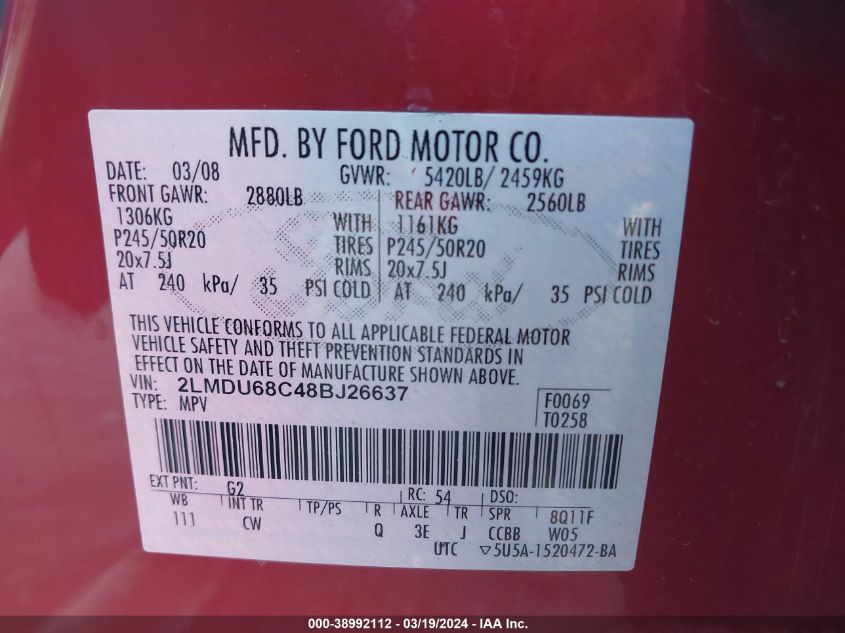 MFD. BY FORD MOTOR CO.
DATE: 03/08 GVWR: 5420LB/ 2459KG
FRONT GAWR: 2880LB REAR GAWR: 2560LB
1306KG WITH 1161KG WITH
P245/50R20 TIRES P245/50R20 TIRES
20x7.5J RIMS 20x7.5J RIMS
AT 240 kPa/ 35 PSI COLD AT 240 kPa/ 35 PSI COLD
THIS VEHICLE CONFORMS TO ALL APPLICABLE FEDERAL MOTOR
VEHICLE SAFETY AND THEFT PREVENTION STANDARDS IN
EFFECT ON THE DATE OF MANUFACTURE SHOWN ABOVE.
VIN: 2LMDU68C48BJ26637 F0069
TYPE: MPV T0258
EXT PNT: G2 RC: 54 DSO:
WB INT TR TP/PS R AXLE TR SPR 8Q11F
111 CW Q 3E J CCBB W05
UTC ▽5U5A-1520472-BA
000-38992112 - 03/19/2024 - IAA Inc.